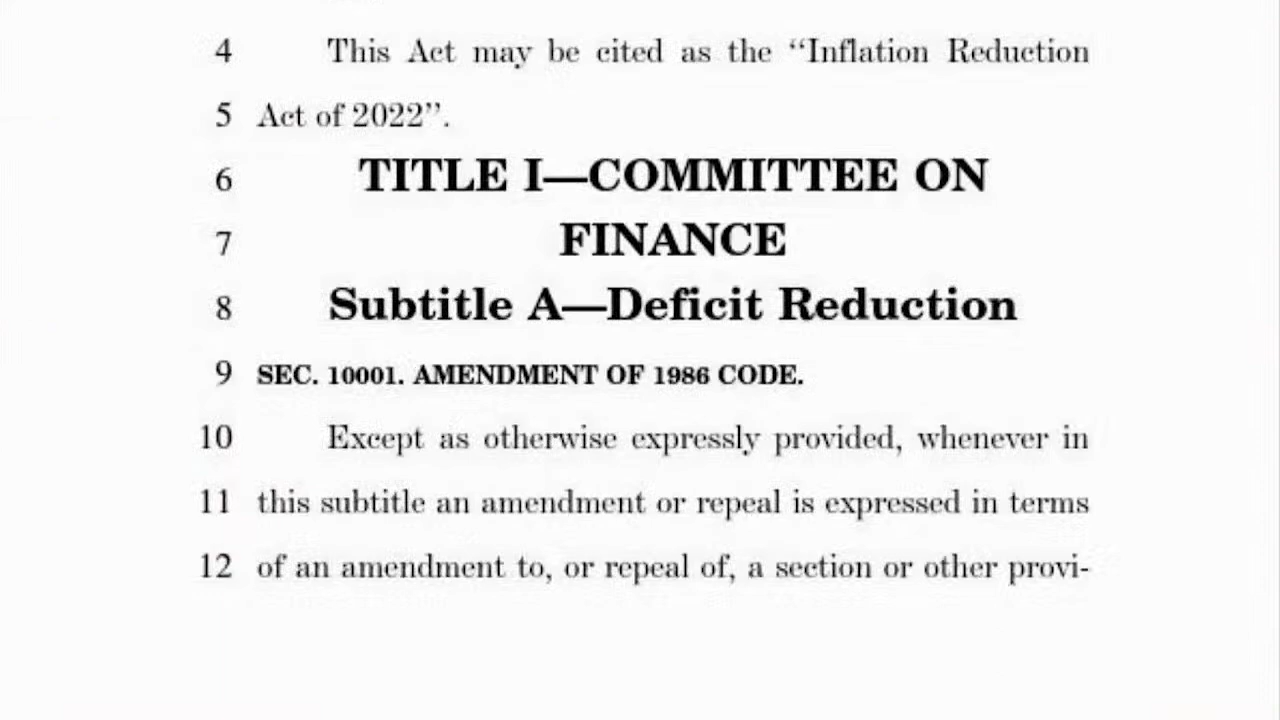 4 This Act may be cited as the “Inflation Reduction
5 Act of 2022”.
6 TITLE I—COMMITTEE ON
7 FINANCE
8 Subtitle A—Deficit Reduction
9 SEC. 10001. AMENDMENT OF 1986 CODE.
10 Except as otherwise expressly provided, whenever in
11 this subtitle an amendment or repeal is expressed in terms
12 of an amendment to, or repeal of, a section or other provi-